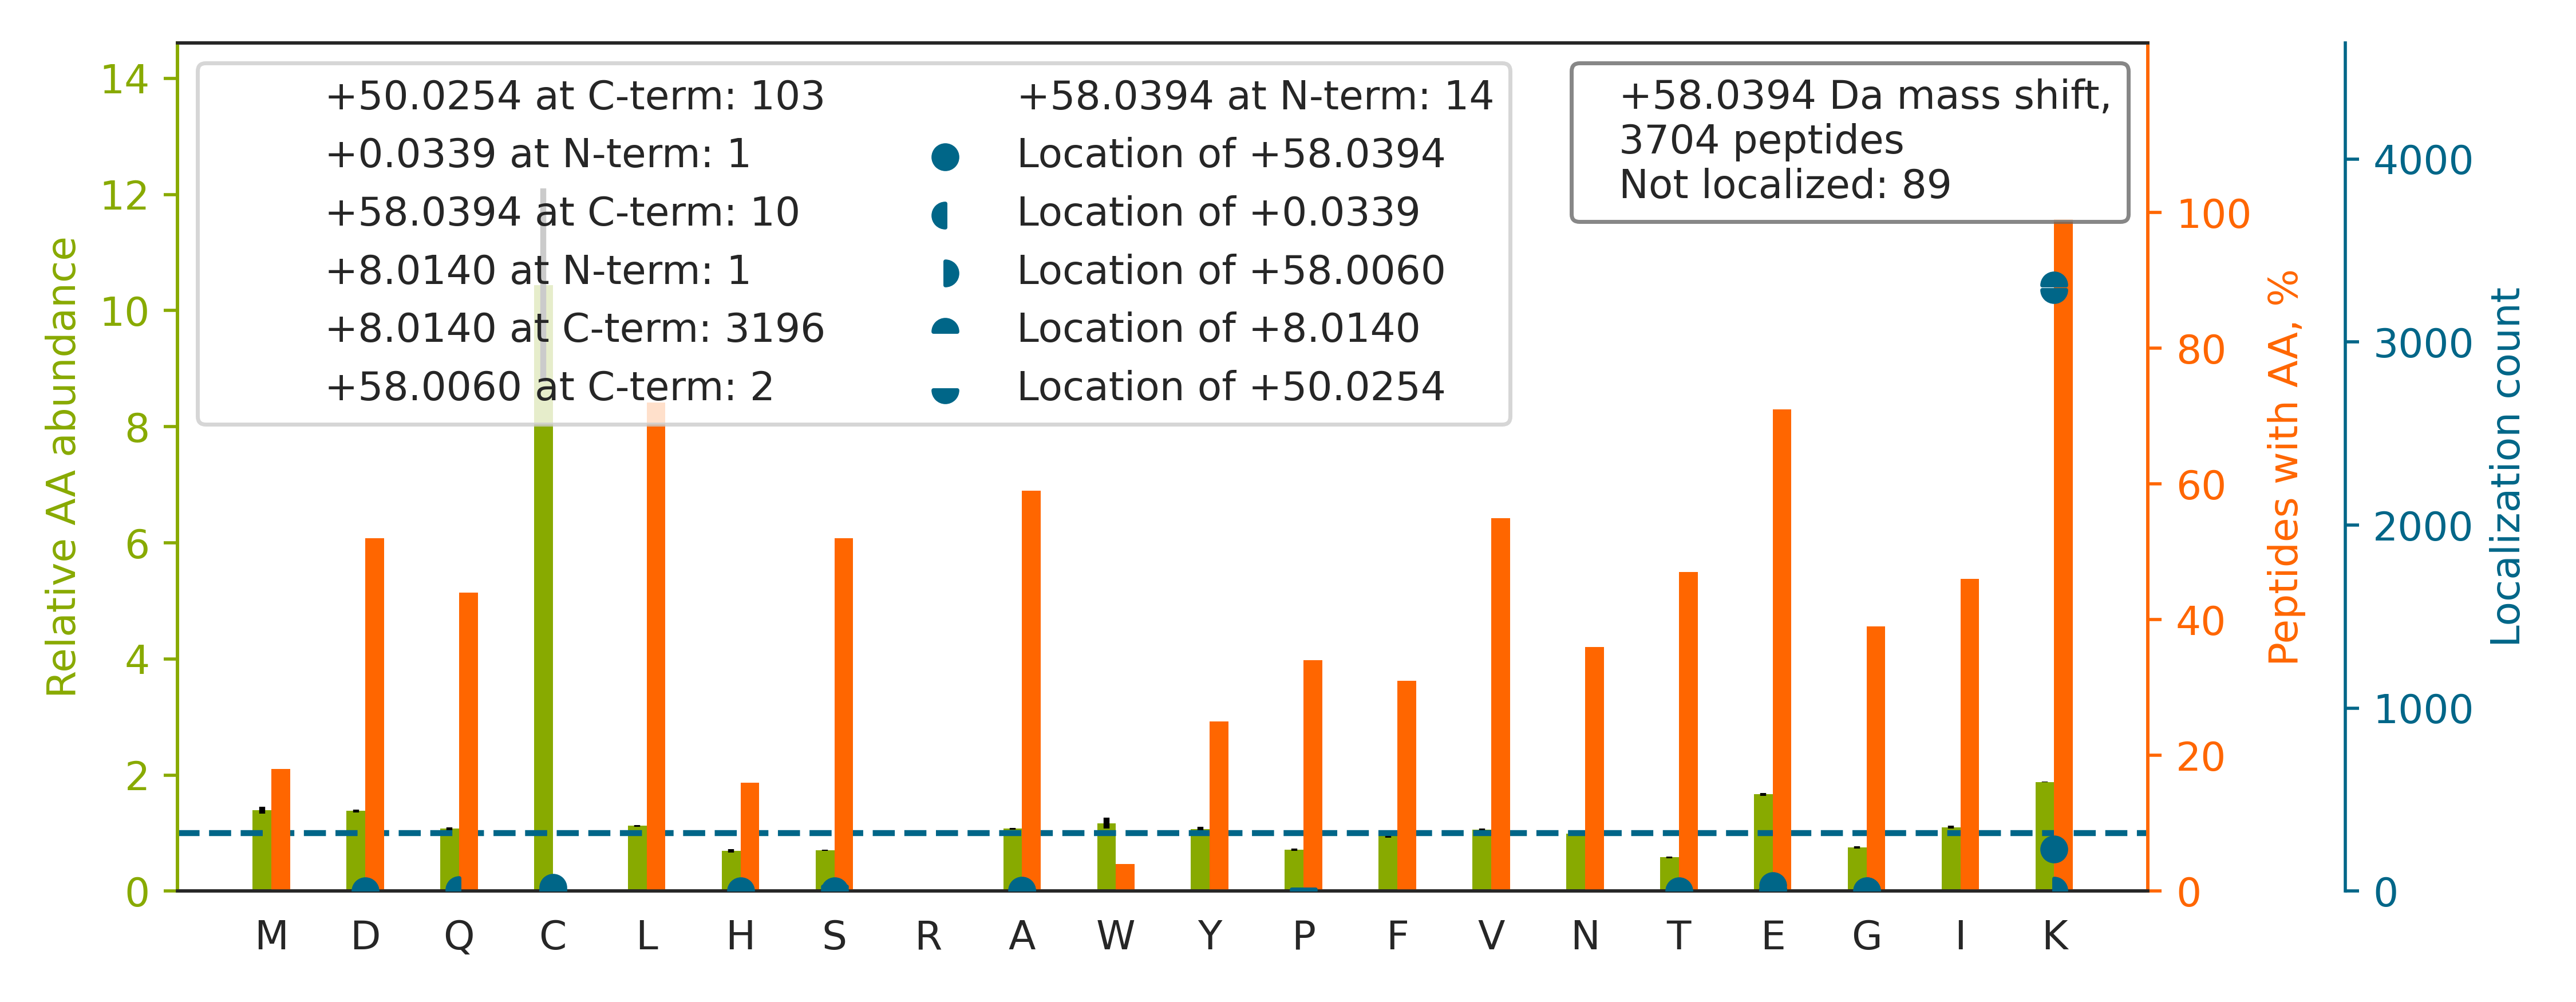 +50.0254 at C-term: 103
+0.0339 at N-term: 1
+58.0394 at C-term: 10
+8.0140 at N-term: 1
+8.0140 at C-term: 3196
+58.0060 at C-term: 2
+58.0394 at N-term: 14
Location of +58.0394
Location of +0.0339
Location of +58.0060
Location of +8.0140
Location of +50.0254
+58.0394 Da mass shift,
3704 peptides
Not localized: 89
Relative AA abundance
14
12
10
8
6
4
2
0
M D Q C L H S R A W Y P F V N T E G I K
100
80
60
40
20
0
Peptides with AA, %
4000
3000
2000
1000
0
Localization count